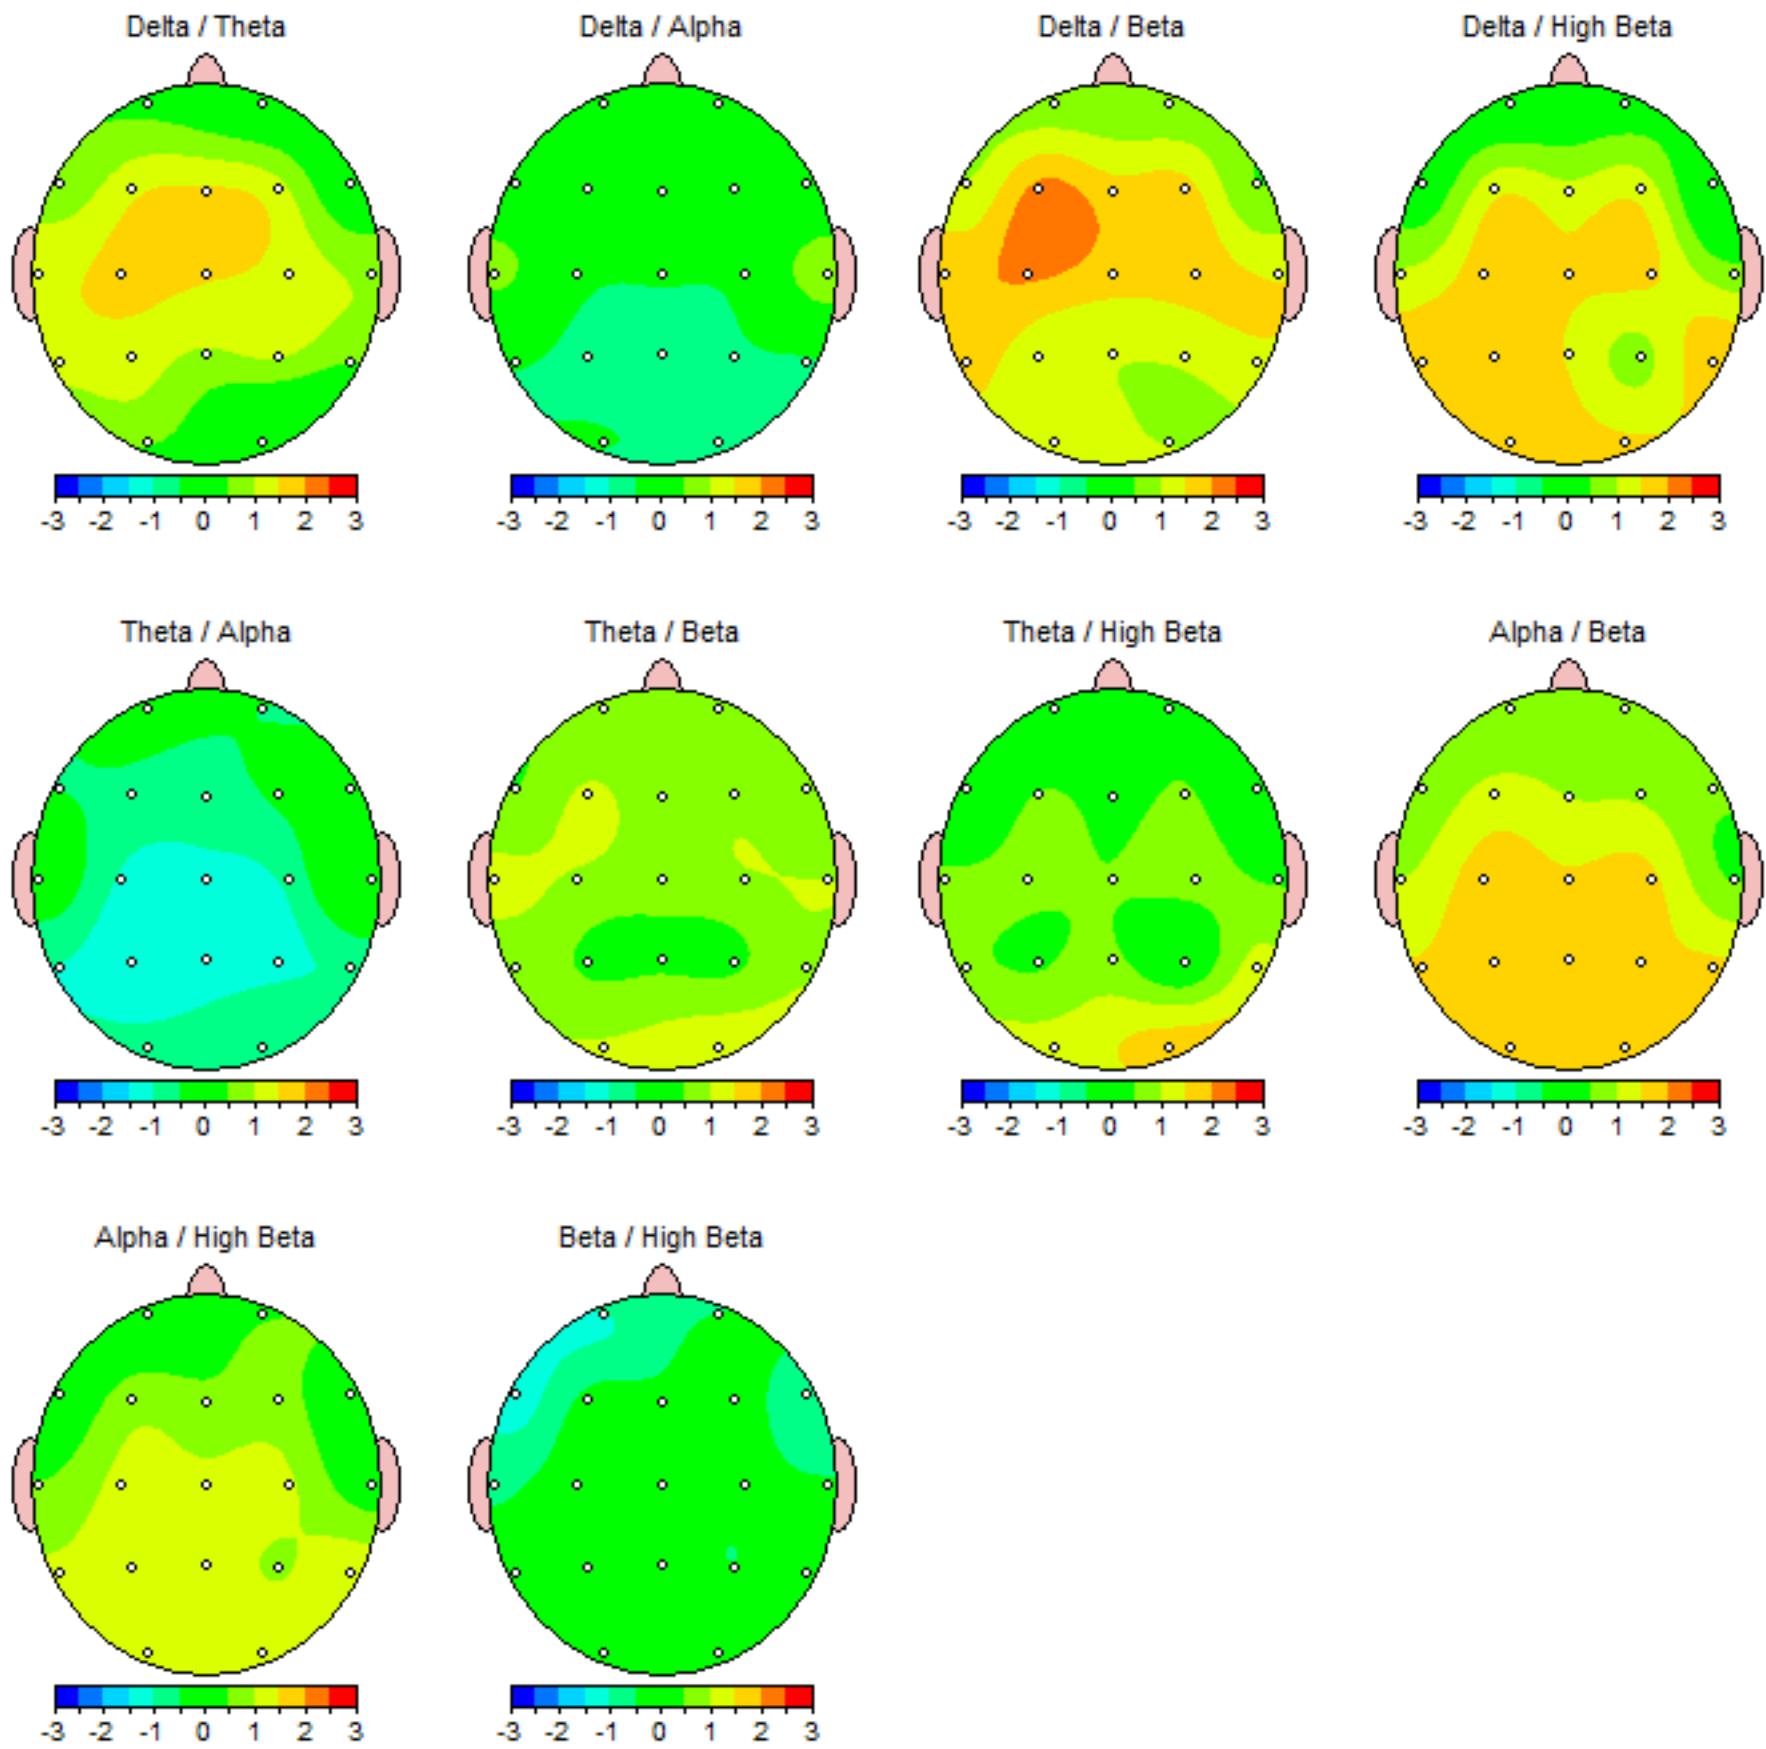 Delta / Theta
Delta / Alpha
Delta / Beta
Delta / High Beta
-3 -2 -1 0 1 2 3
-3 -2 -1 0 1 2 3
-3 -2 -1 0 1 2 3
-3 -2 -1 0 1 2 3
Theta / Alpha
Theta / Beta
Theta / High Beta
Alpha / Beta
-3 -2 -1 0 1 2 3
-3 -2 -1 0 1 2 3
-3 -2 -1 0 1 2 3
-3 -2 -1 0 1 2 3
Alpha / High Beta
Beta / High Beta
-3 -2 -1 0 1 2 3
-3 -2 -1 0 1 2 3